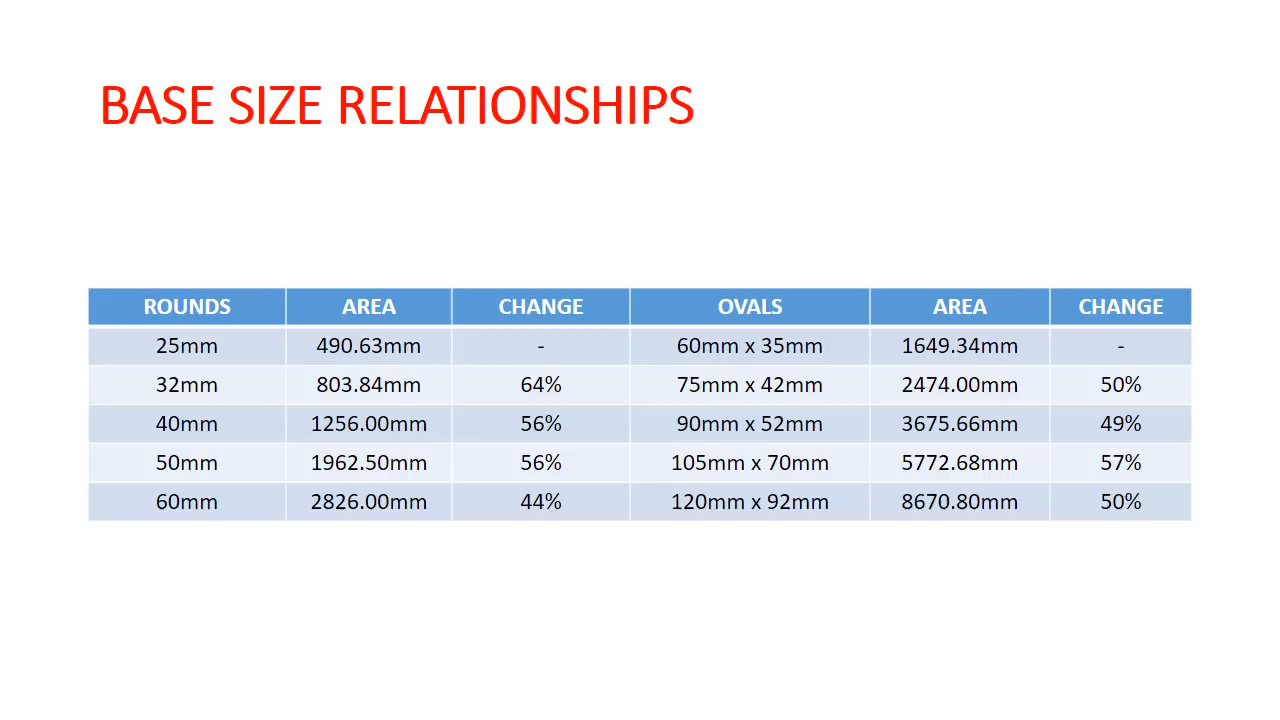 BASE SIZE RELATIONSHIPS
ROUNDS AREA CHANGE OVALS AREA CHANGE
25mm 490.63mm - 60mm x 35mm 1649.34mm -
32mm 803.84mm 64% 75mm x 42mm 2474.00mm 50%
40mm 1256.00mm 56% 90mm x 52mm 3675.66mm 49%
50mm 1962.50mm 56% 105mm x 70mm 5772.68mm 57%
60mm 2826.00mm 44% 120mm x 92mm 8670.80mm 50%